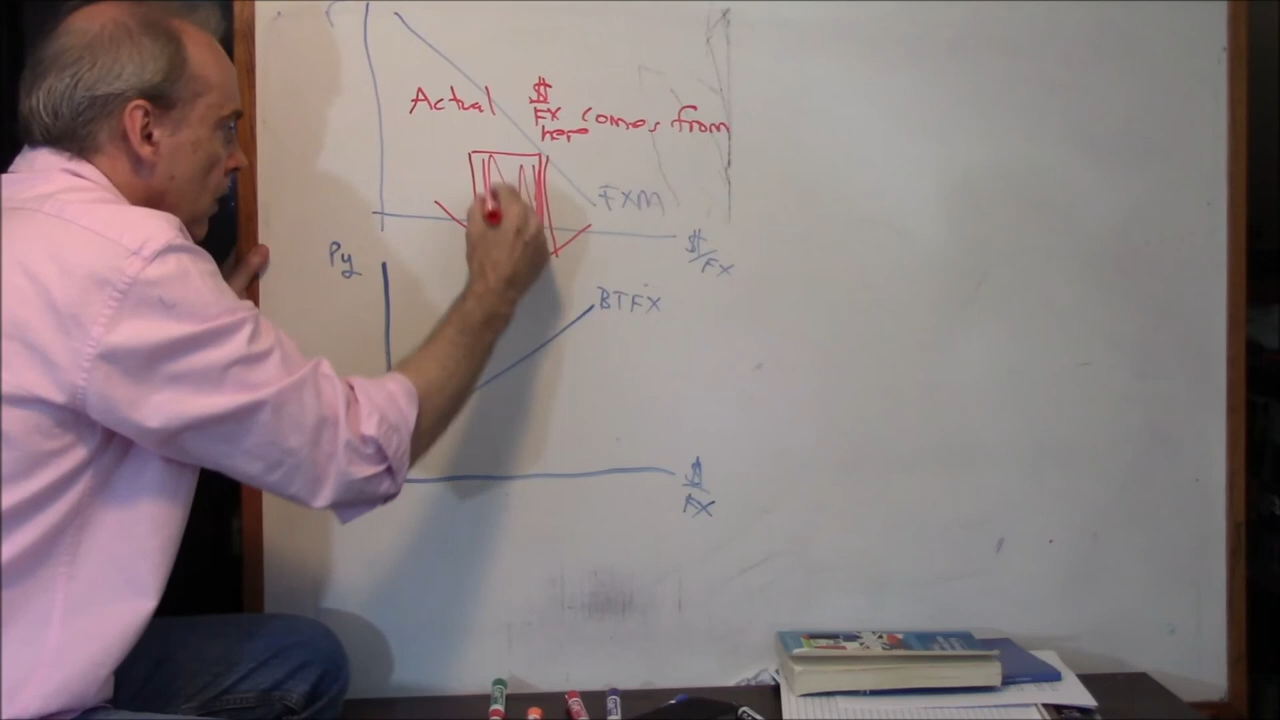 Actual $
FX comes from
here
FXM
$/FX
Py
BTFX
$
FX